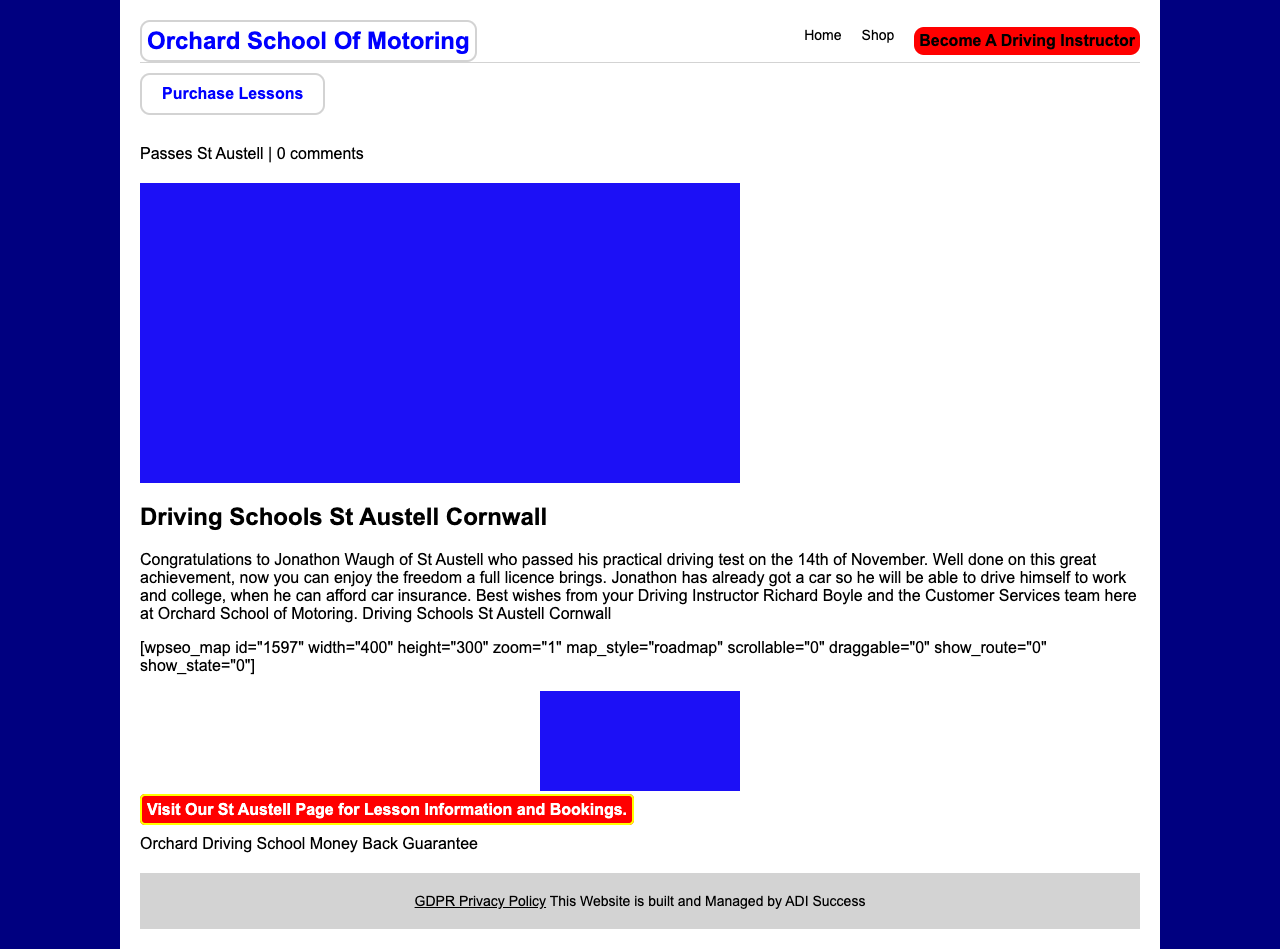 Orchard School Of Motoring
Home
Shop
Become A Driving Instructor
Purchase Lessons
Passes St Austell | 0 comments
Driving Schools St Austell Cornwall
Congratulations to Jonathon Waugh of St Austell who passed his practical driving test on the 14th of November. Well done on this great
achievement, now you can enjoy the freedom a full licence brings. Jonathon has already got a car so he will be able to drive himself to work
and college, when he can afford car insurance. Best wishes from your Driving Instructor Richard Boyle and the Customer Services team here
at Orchard School of Motoring. Driving Schools St Austell Cornwall
[wpseo_map id="1597" width="400" height="300" zoom="1" map_style="roadmap" scrollable="0" draggable="0" show_route="0"
show_state="0"]
Visit Our St Austell Page for Lesson Information and Bookings.
Orchard Driving School Money Back Guarantee
GDPR Privacy Policy This Website is built and Managed by ADI Success